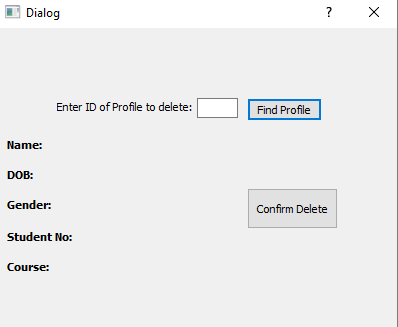 Dialog ?
Enter ID of Profile to delete: Find Profile
Name:
DOB:
Gender:
Confirm Delete
Student No:
Course: